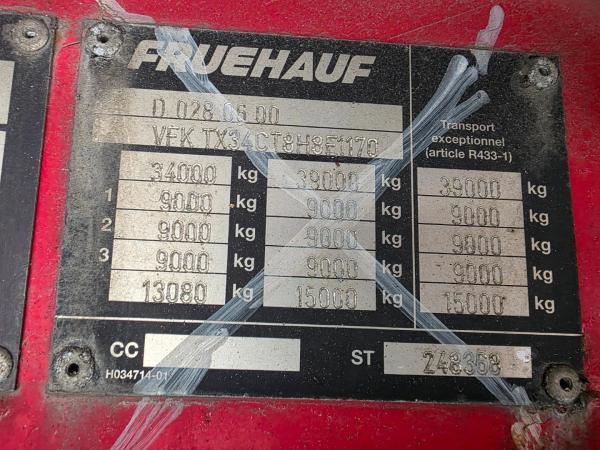 FRUEHAUF
D 028.06.00
VFK TX34CT8H8E1170
Transport
exceptionnel
(article R433-1)
34000 kg 39000 kg 39000 kg
1 9000 kg 9000 kg 9000 kg
2 9000 kg 9000 kg 9000 kg
3 9000 kg 9000 kg 9000 kg
13080 kg 15000 kg 15000 kg
CC ST 248368
H034714-01